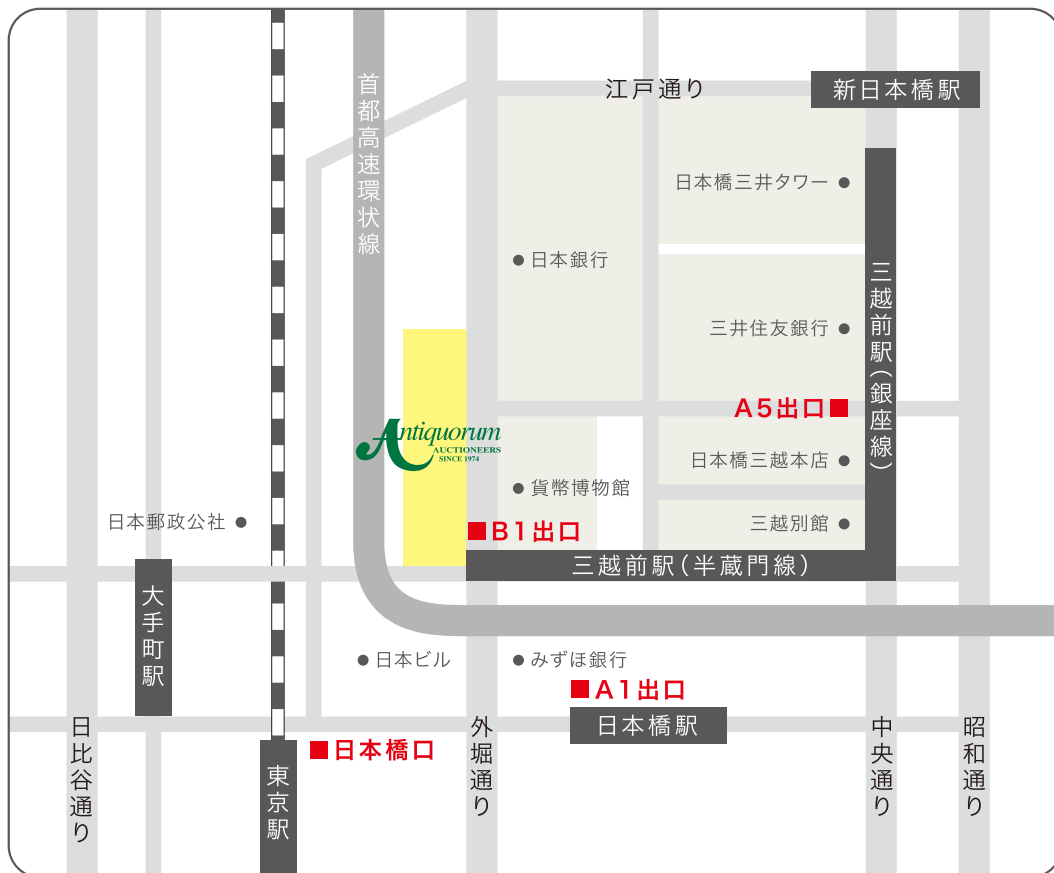 江戸通り
新日本橋駅
首都高速環状線
日本橋三井タワー
日本銀行
三井住友銀行
三越前駅(銀座線)
A5出口
Antiquorum
AUCTIONEERS
SINCE 1974
日本橋三越本店
貨幣博物館
日本郵政公社
三越別館
B1出口
三越前駅(半蔵門線)
大手町駅
日本ビル
みずほ銀行
A1出口
日本橋駅
日比谷通り
日本橋口
外堀通り
中央通り
昭和通り
東京駅